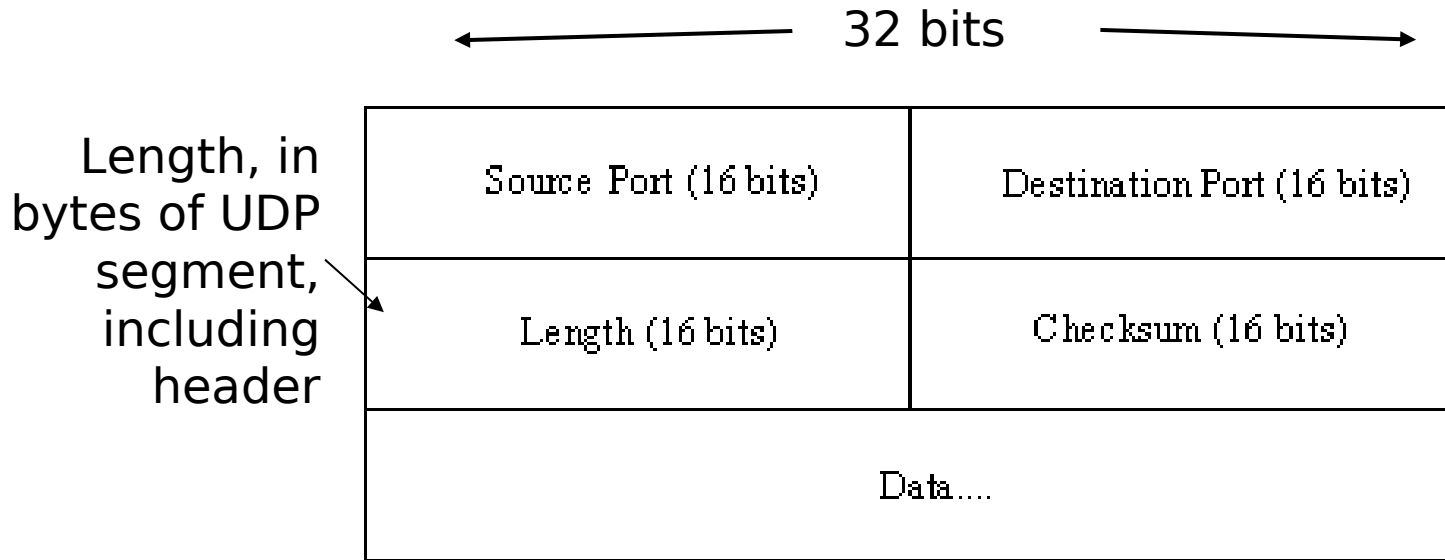 32 bits
Length, in
bytes of UDP
segment,
including
header
Source Port (16 bits)
Destination Port (16 bits)
Length (16 bits)
Checksum (16 bits)
Data....